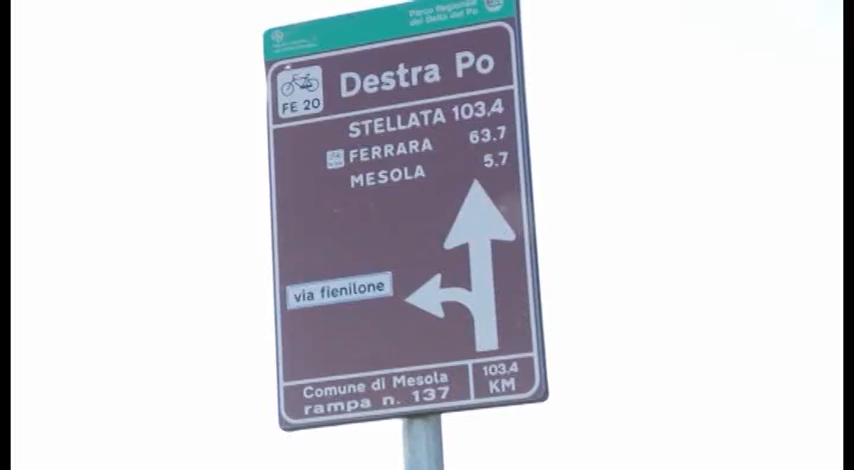 Parco Regionale
del Delta del Po
FE 20
Destra Po
STELLATA 103,4
FERRARA 63.7
MESOLA 5.7
via fienilone
Comune di Mesola
rampa n. 137
103,4
KM